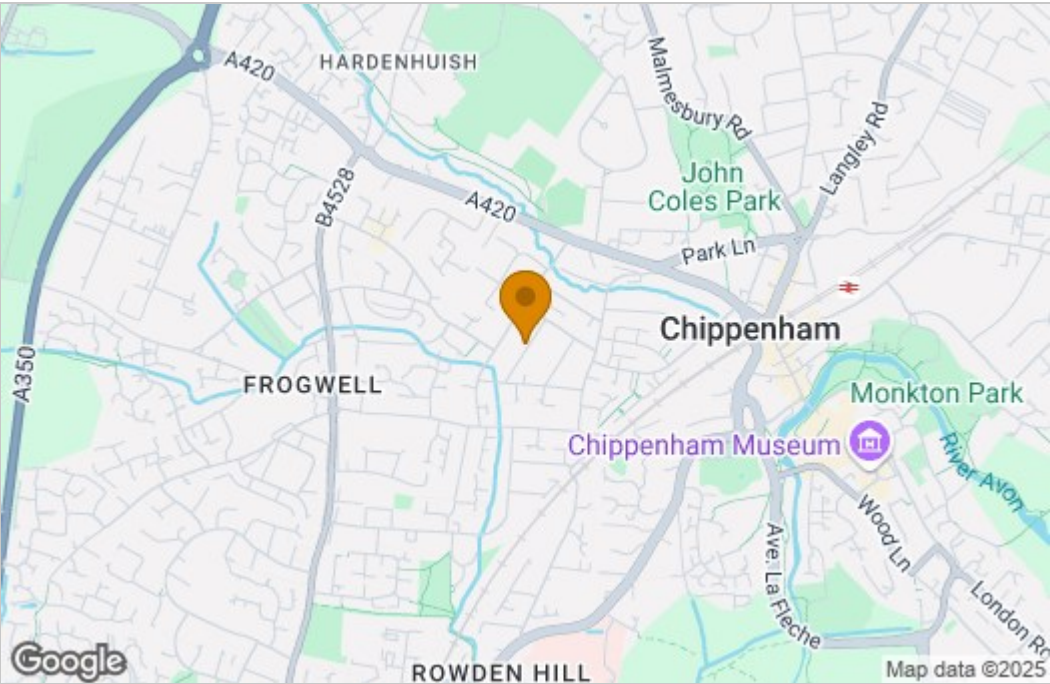 A420
HARDENHUISH
Malmesbury Rd
Langley Rd
John
Coles Park
B4528
A420
Park Ln
Chippenham
A350
FROGWELL
Monkton Park
Chippenham Museum
River Avon
Wood Ln
Ave. La Fleche
London Rd
Google
ROWDEN HILL
Map data ©2025